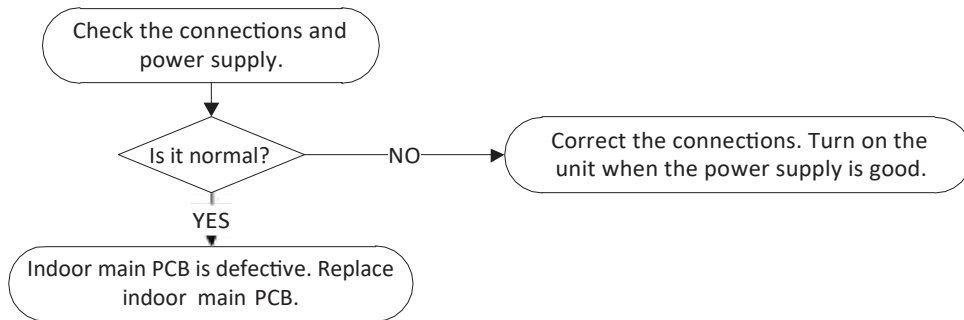 Check the connections and
power supply.
Is it normal?
NO
Correct the connections. Turn on the
unit when the power supply is good.
YES
Indoor main PCB is defective. Replace
indoor main PCB.